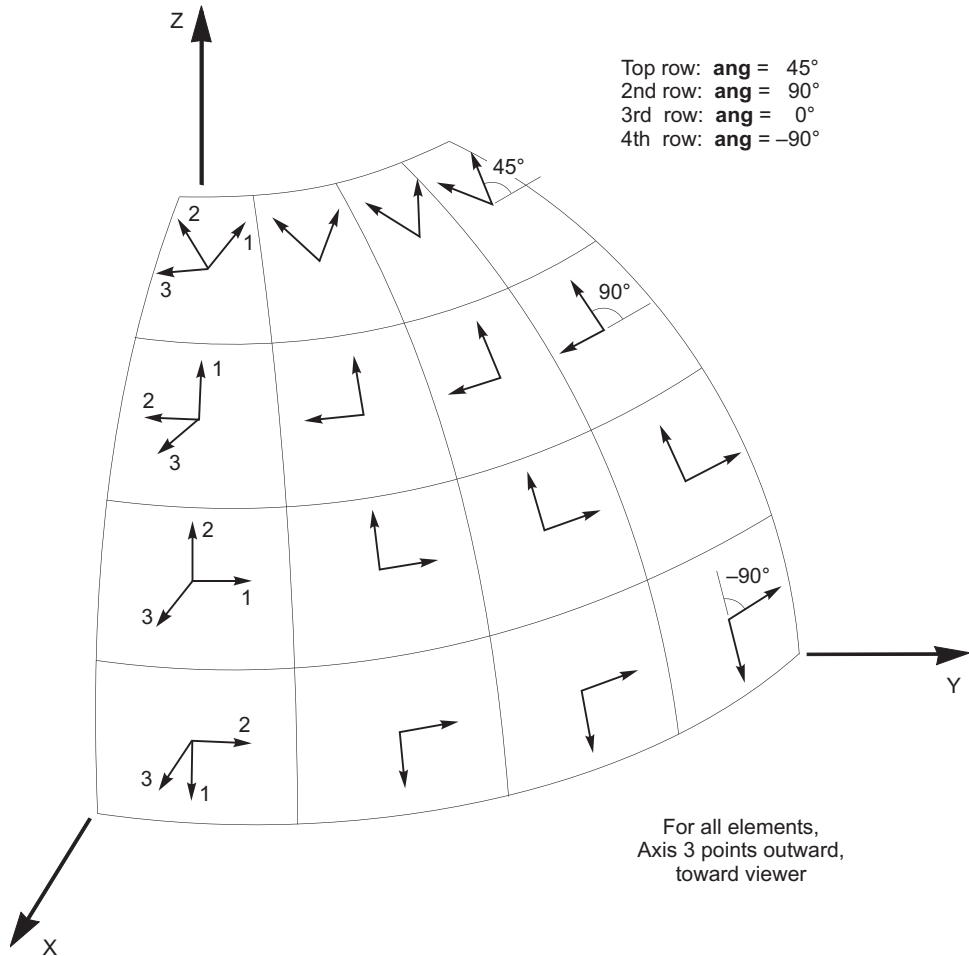 Z
Top row: ang = 45°
2nd row: ang = 90°
3rd row: ang = 0°
4th row: ang = –90°
45°
2
1
3
90°
1
2
3
2
1
3
–90°
Y
2
3
1
For all elements,
Axis 3 points outward,
toward viewer
X